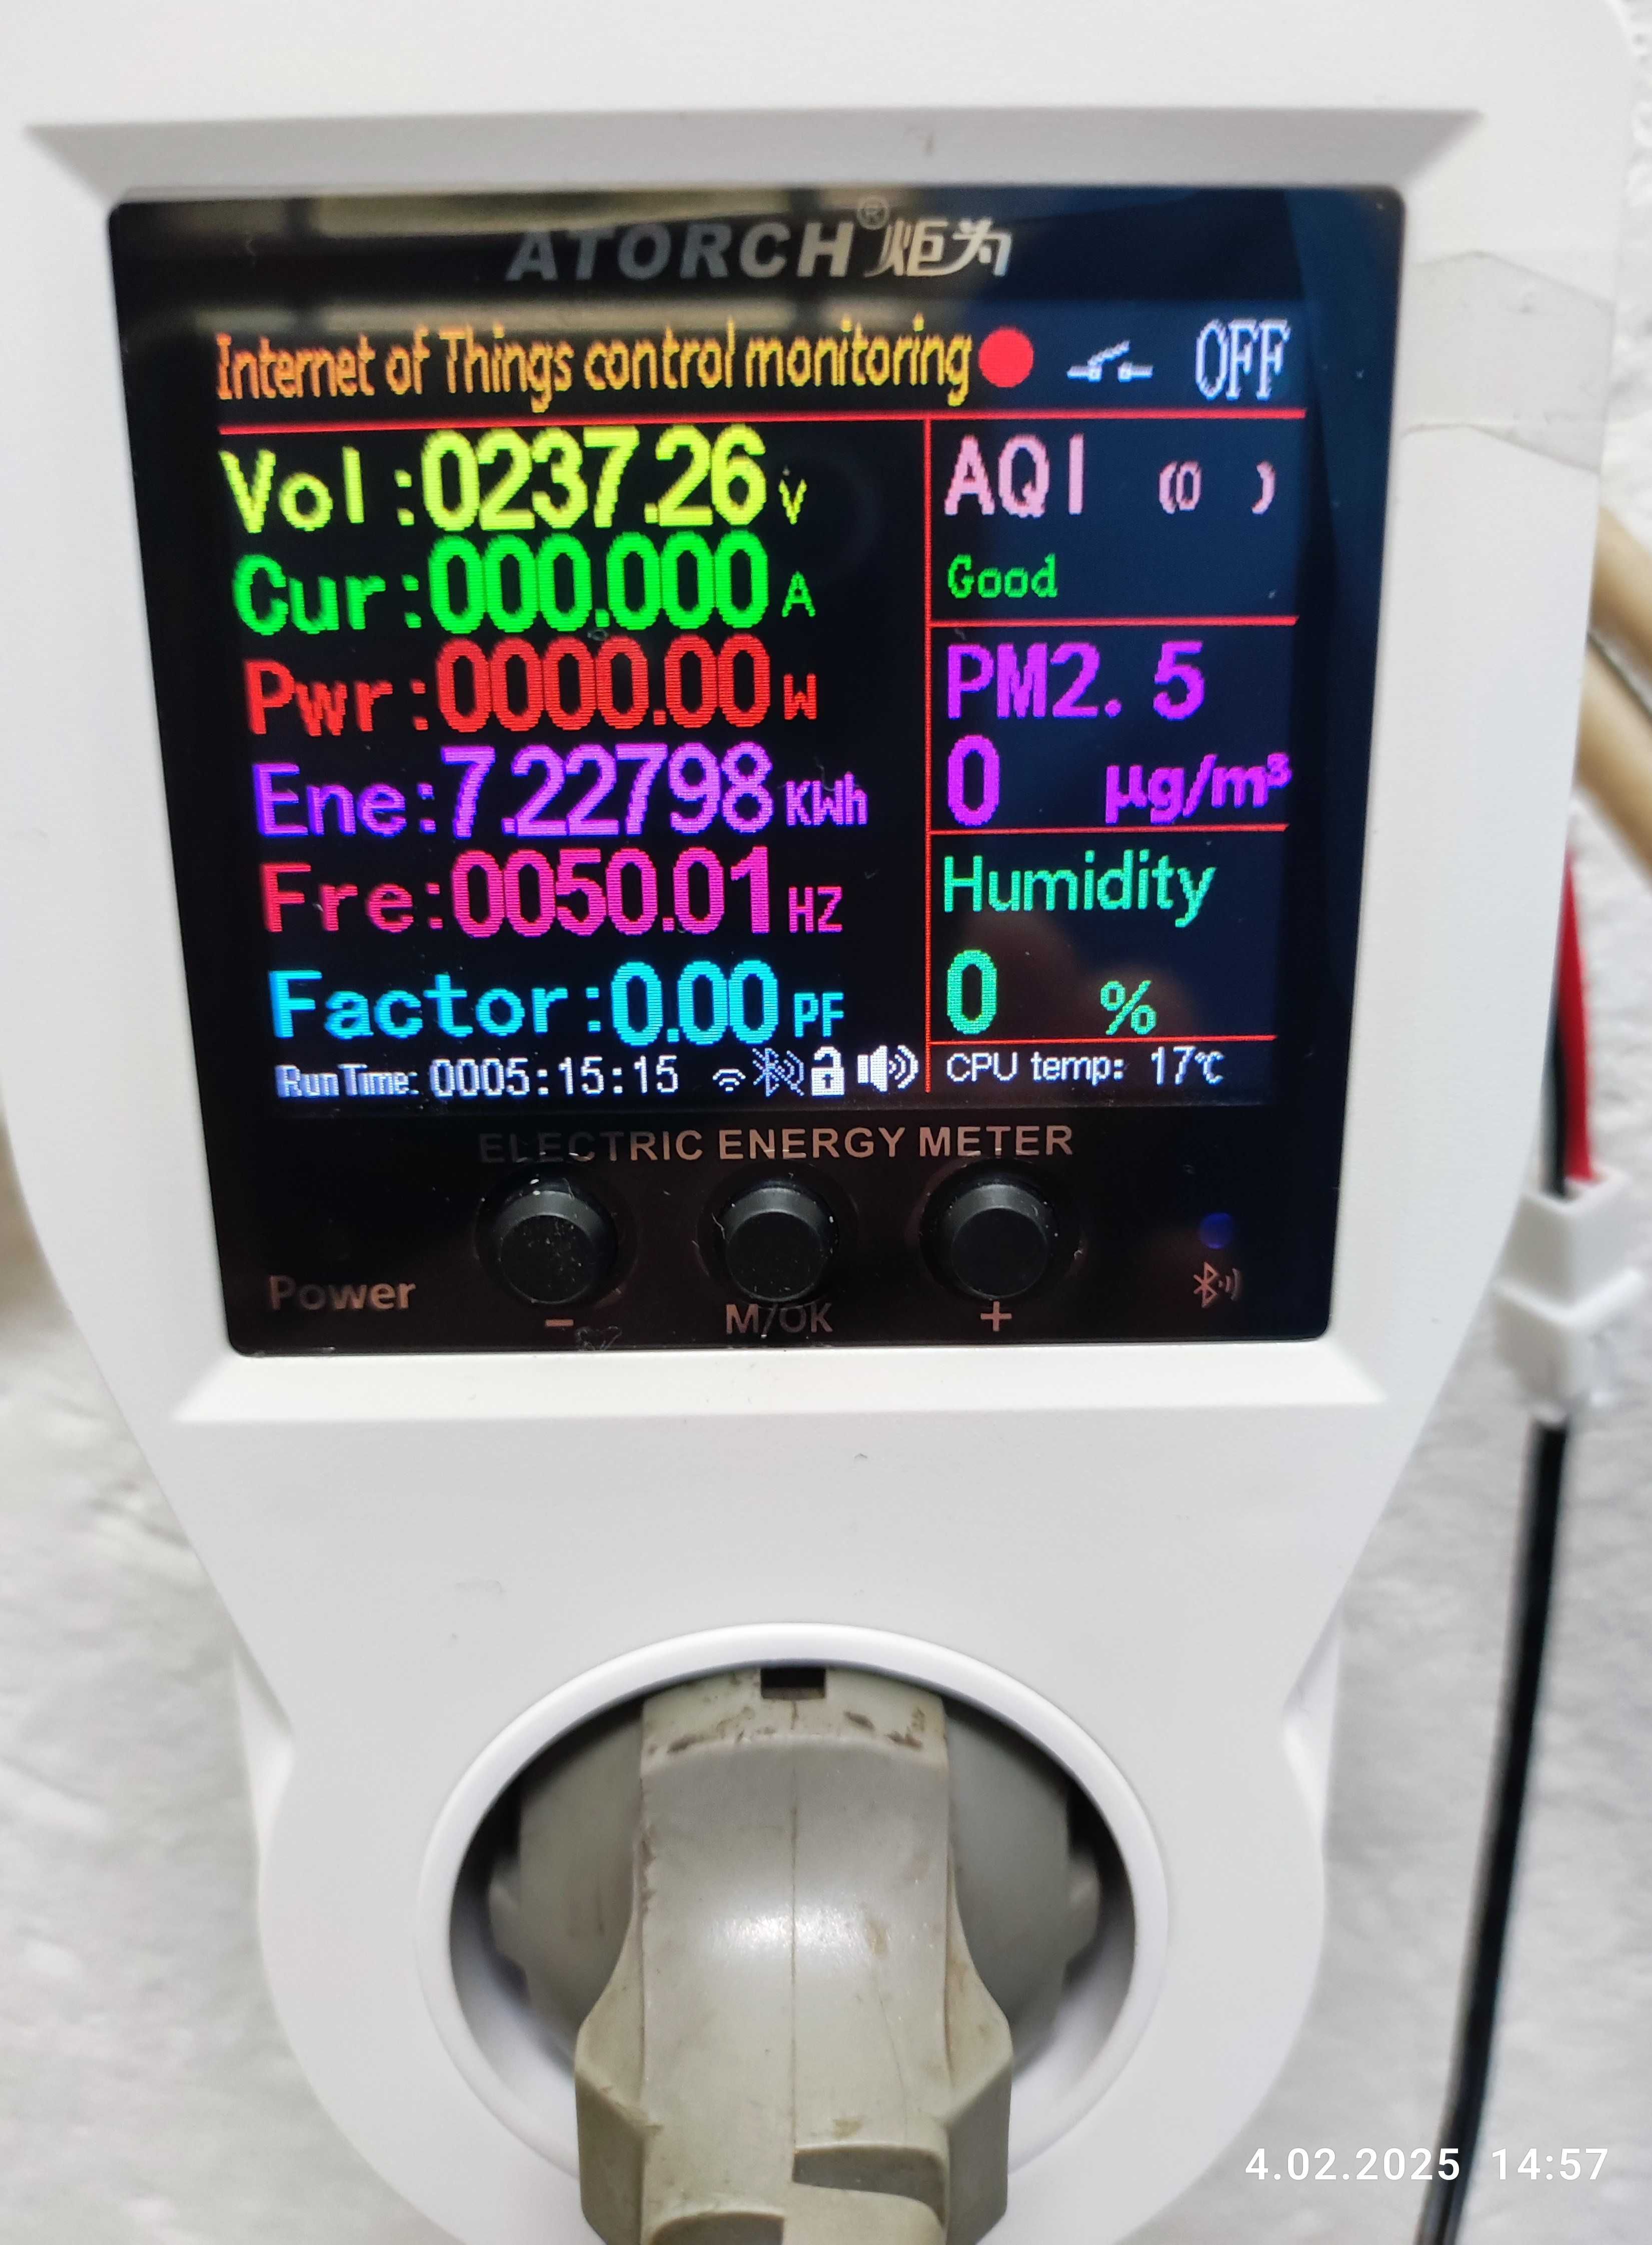 ATORCH® 炬为
Internet of Things control monitoring OFF
Vol:0237.26 V
Cur:000.000 A
Pwr:0000.00 W
Ene:7.22798 KWh
Fre:0050.01 HZ
Factor:0.00 PF
Run Time: 0005:15:15
AQI (0 )
Good
PM2.5
0 μg/m³
Humidity
0 %
CPU temp: 17℃
ELECTRIC ENERGY METER
Power
- M/OK +
4.02.2025 14:57